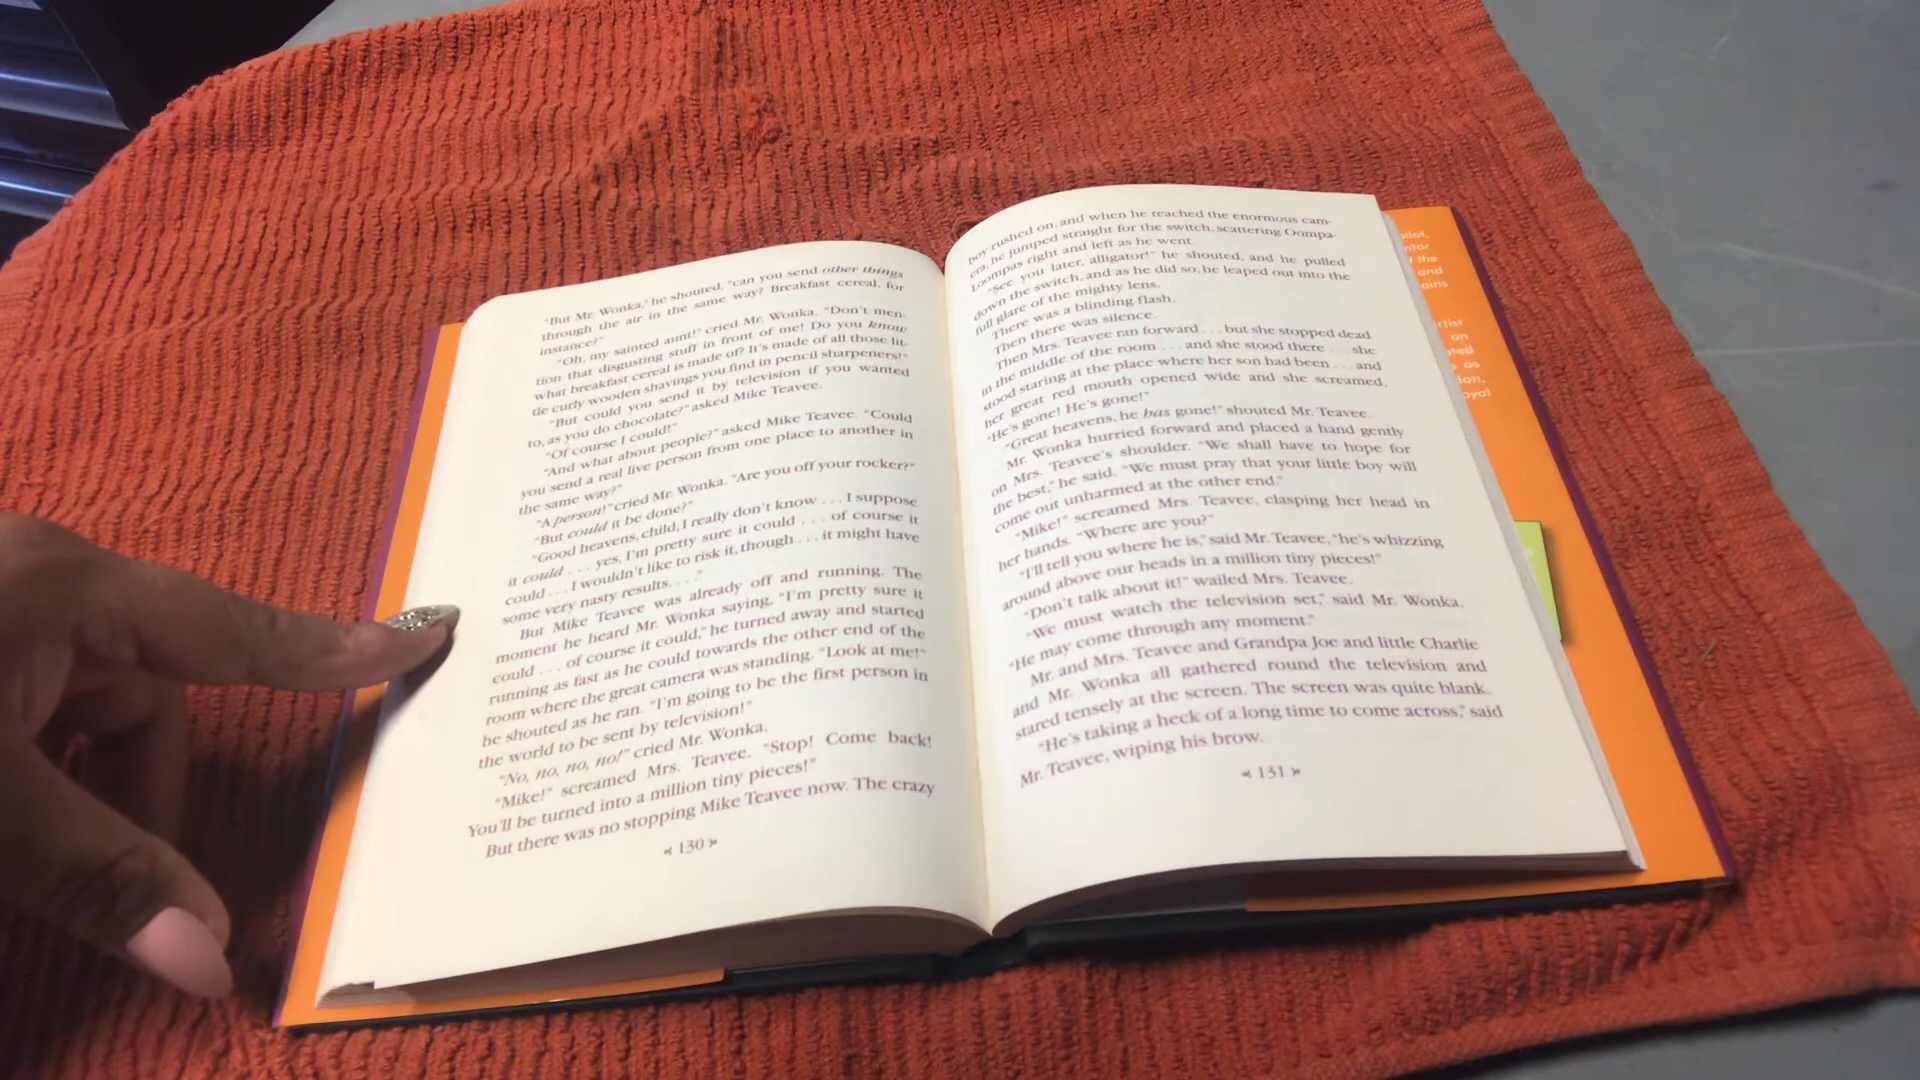 "But Mr. Wonka," he shouted, "can you send other things
through the air in the same way? Breakfast cereal, for
instance?"
"Oh, my sainted aunt!" cried Mr. Wonka. "Don't men-
tion that disgusting stuff in front of me! Do you know
what breakfast cereal is made of? It's made of all those lit-
tle curly wooden shavings you find in pencil sharpeners!"
"But could you send it by television if you wanted
to, as you do chocolate?" asked Mike Teavee.
"Of course I could!"
"And what about people?" asked Mike Teavee. "Could
you send a real live person from one place to another in
the same way?"
"A person!" cried Mr. Wonka. "Are you off your rocker?"
"But could it be done?"
"Good heavens, child, I really don't know . . . I suppose
it could . . . yes, I'm pretty sure it could . . . of course it
could . . . I wouldn't like to risk it, though . . . it might have
some very nasty results. . . ."
But Mike Teavee was already off and running. The
moment he heard Mr. Wonka saying, "I'm pretty sure it
could . . . of course it could," he turned away and started
running as fast as he could towards the other end of the
room where the great camera was standing. "Look at me!"
he shouted as he ran. "I'm going to be the first person in
the world to be sent by television!"
"No, no, no, no!" cried Mr. Wonka.
"Mike!" screamed Mrs. Teavee. "Stop! Come back!
You'll be turned into a million tiny pieces!"
But there was no stopping Mike Teavee now. The crazy
130
boy rushed on, and when he reached the enormous cam-
era, he jumped straight for the switch, scattering Oompa-
Loompas right and left as he went.
"See you later, alligator!" he shouted, and he pulled
down the switch, and as he did so, he leaped out into the
full glare of the mighty lens.
There was a blinding flash.
Then there was silence.
Then Mrs. Teavee ran forward . . . but she stopped dead
in the middle of the room . . . and she stood there . . . she
stood staring at the place where her son had been . . . and
her great red mouth opened wide and she screamed,
"He's gone! He's gone!"
"Great heavens, he has gone!" shouted Mr. Teavee.
Mr. Wonka hurried forward and placed a hand gently
on Mrs. Teavee's shoulder. "We shall have to hope for
the best," he said. "We must pray that your little boy will
come out unharmed at the other end."
"Mike!" screamed Mrs. Teavee, clasping her head in
her hands. "Where are you?"
"I'll tell you where he is," said Mr. Teavee, "he's whizzing
around above our heads in a million tiny pieces!"
"Don't talk about it!" wailed Mrs. Teavee.
"We must watch the television set," said Mr. Wonka.
"He may come through any moment."
Mr. and Mrs. Teavee and Grandpa Joe and little Charlie
and Mr. Wonka all gathered round the television and
stared tensely at the screen. The screen was quite blank.
"He's taking a heck of a long time to come across," said
Mr. Teavee, wiping his brow.
131
pilot,
the
and
on
as